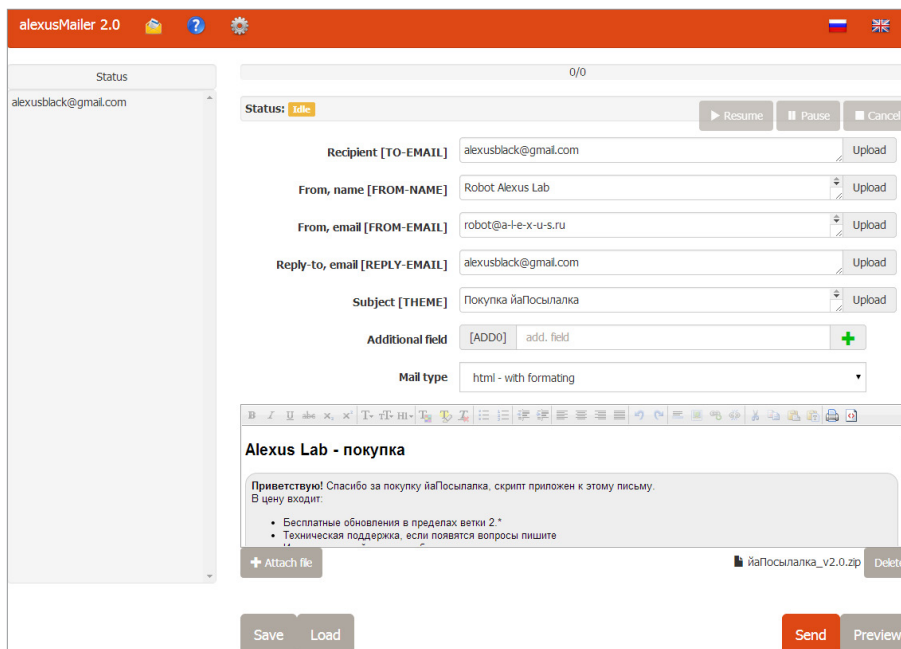 alexusMailer 2.0
Status
alexusblack@gmail.com
0/0
Status: Idle
Resume Pause Cancel
Recipient [TO-EMAIL] alexusblack@gmail.com Upload
From, name [FROM-NAME] Robot Alexus Lab Upload
From, email [FROM-EMAIL] robot@a-l-e-x-u-s.ru Upload
Reply-to, email [REPLY-EMAIL] alexusblack@gmail.com Upload
Subject [THEME] Покупка йаПосылалка Upload
Additional field [ADD0] add. field
Mail type html - with formating
Alexus Lab - покупка
Приветствую! Спасибо за покупку йаПосылалка, скрипт приложен к этому письму.
В цену входит:
• Бесплатные обновления в пределах ветки 2.*
• Техническая поддержка, если появятся вопросы пишите
Attach file йаПосылалка_v2.0.zip Delete
Save Load Send Preview